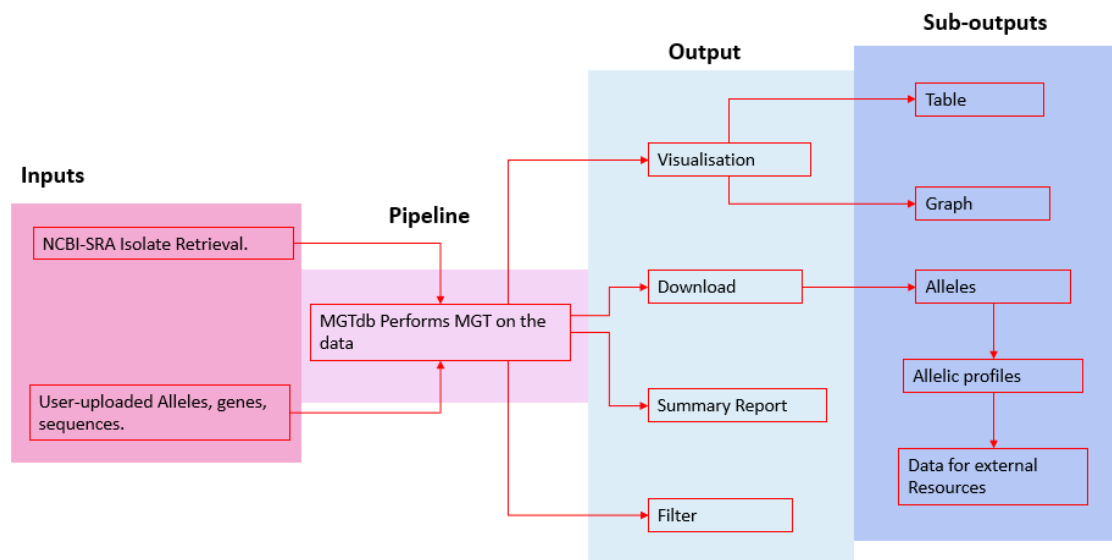 Sub-outputs
Output
Table
Visualisation
Inputs
Graph
Pipeline
NCBI-SRA Isolate Retrieval.
Download
Alleles
MGTdb Performs MGT on the
data
Allelic profiles
User-uploaded Alleles, genes,
sequences.
Summary Report
Data for external
Resources
Filter